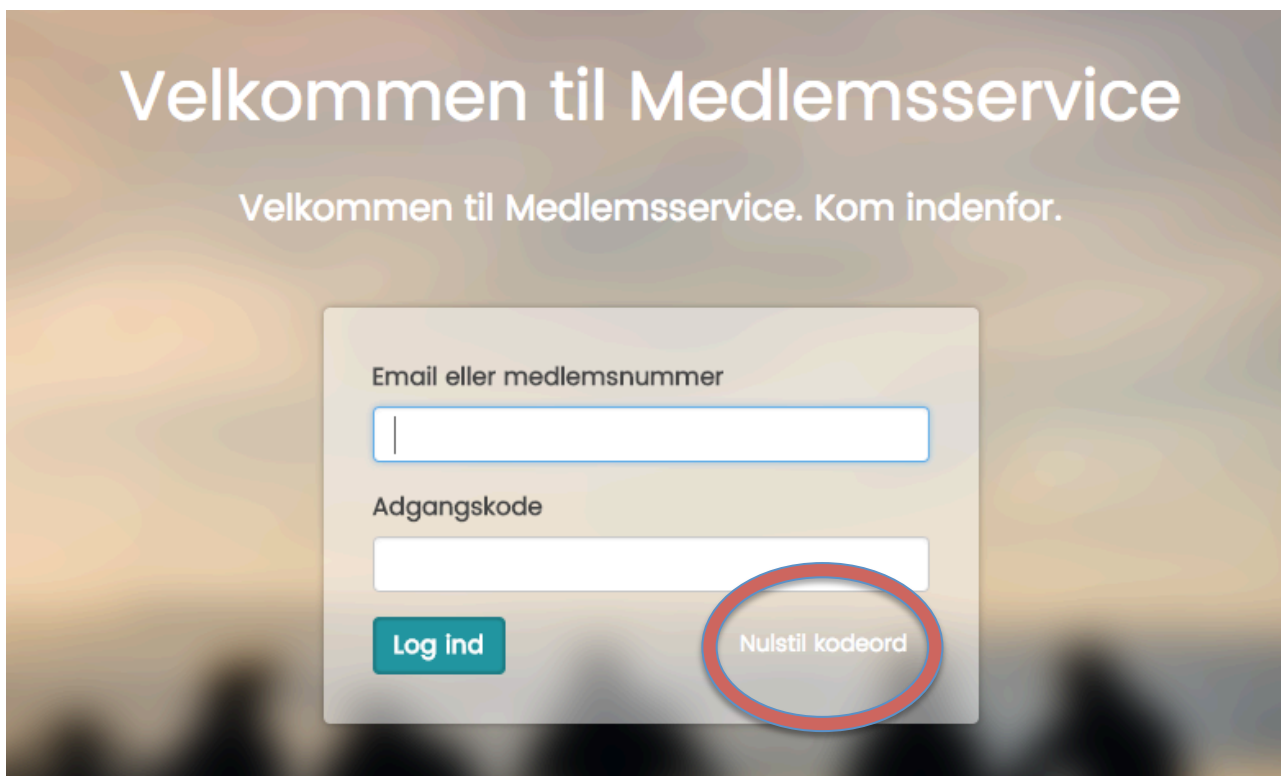 Velkommen til Medlemsservice
Velkommen til Medlemsservice. Kom indenfor.
Email eller medlemsnummer
Adgangskode
Log ind
Nulstil kodeord